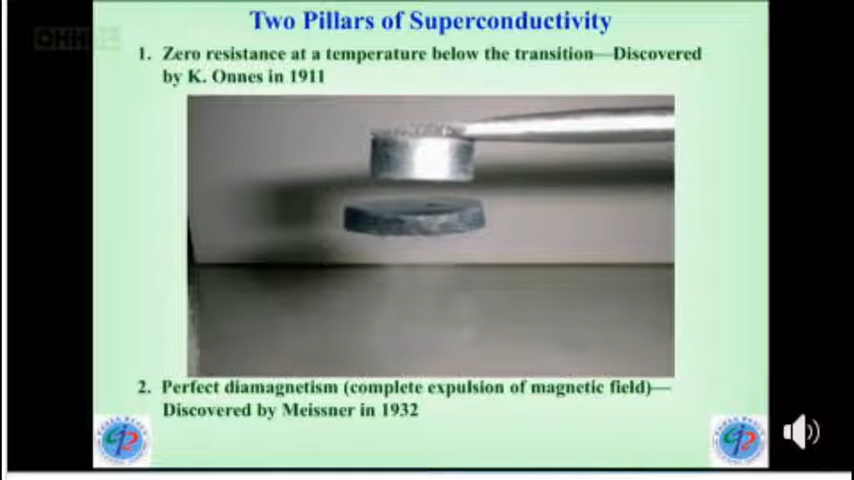 Two Pillars of Superconductivity
1. Zero resistance at a temperature below the transition—Discovered
by K. Onnes in 1911
2. Perfect diamagnetism (complete expulsion of magnetic field)—
Discovered by Meissner in 1932